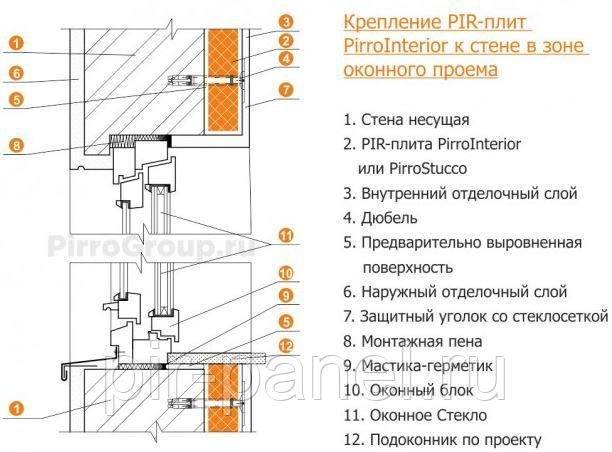 Крепление PIR-плит
PirroInterior к стене в зоне
оконного проема
1. Стена несущая
2. PIR-плита PirroInterior
или PirroStucco
3. Внутренний отделочный слой
4. Дюбель
5. Предварительно выровненная
поверхность
6. Наружный отделочный слой
7. Защитный уголок со стеклосеткой
8. Монтажная пена
9. Мастика-герметик
10. Оконный блок
11. Оконное Стекло
12. Подоконник по проекту
1
6
5
8
3
2
4
7
PirroGroup.ru
11
10
9
5
12
1
pir-panel.ru